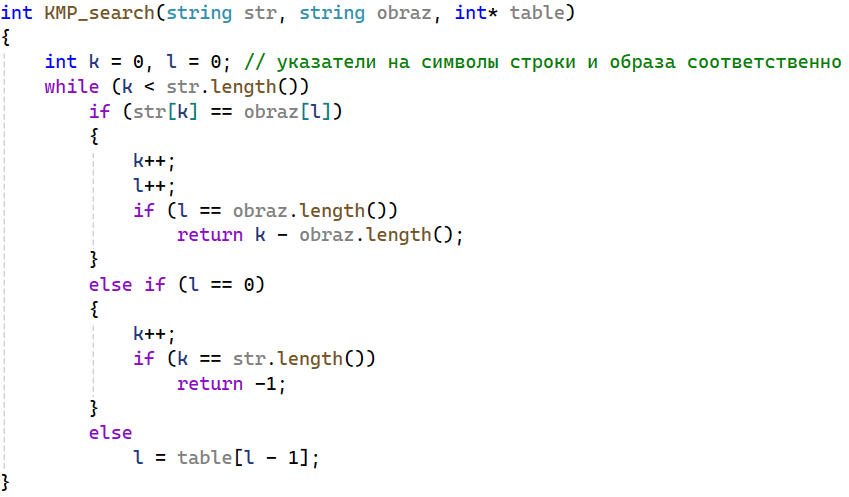 int KMP_search(string str, string obraz, int* table)
{
    int k = 0, l = 0; // указатели на символы строки и образа соответственно
    while (k < str.length())
        if (str[k] == obraz[l])
        {
            k++;
            l++;
            if (l == obraz.length())
                return k - obraz.length();
        }
        else if (l == 0)
        {
            k++;
            if (k == str.length())
                return -1;
        }
        else
            l = table[l - 1];
}